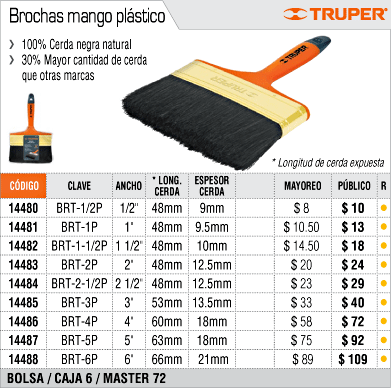 Brochas mango plástico
TRUPER
100% Cerda negra natural
30% Mayor cantidad de cerda
que otras marcas
TRUPER
* Longitud de cerda expuesta
CÓDIGO CLAVE ANCHO * LONG. CERDA ESPESOR CERDA MAYOREO PÚBLICO R
14480 BRT-1/2P 1/2" 48mm 9mm $ 8 $ 10
14481 BRT-1P 1" 48mm 9.5mm $ 10.50 $ 13
14482 BRT-1-1/2P 1 1/2" 48mm 10mm $ 14.50 $ 18
14483 BRT-2P 2" 48mm 12.5mm $ 20 $ 24
14484 BRT-2-1/2P 2 1/2" 48mm 12.5mm $ 23 $ 29
14485 BRT-3P 3" 53mm 13.5mm $ 33 $ 40
14486 BRT-4P 4" 60mm 18mm $ 58 $ 72
14487 BRT-5P 5" 63mm 18mm $ 75 $ 92
14488 BRT-6P 6" 66mm 21mm $ 89 $ 109
BOLSA / CAJA 6 / MASTER 72